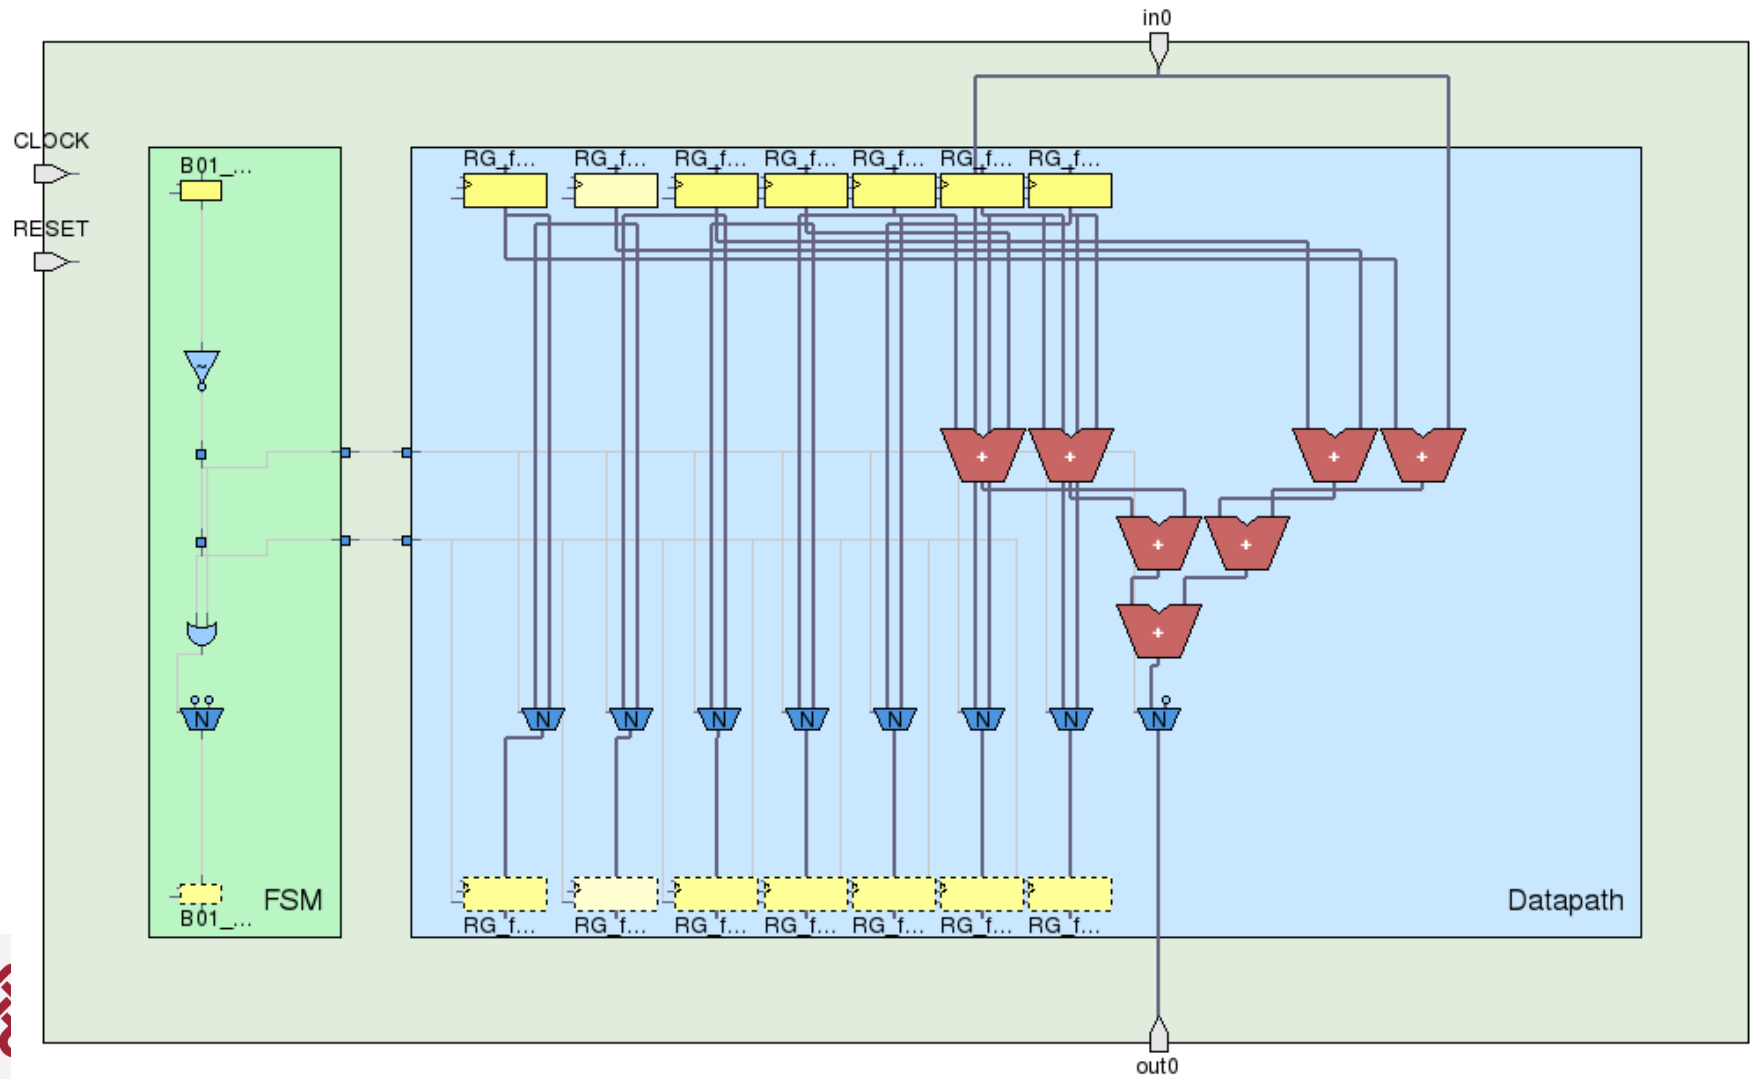 in0
CLOCK
RESET
B01_...
RG_f... RG_f... RG_f... RG_f... RG_f... RG_f... RG_f...
~
+ + + +
+ +
+
N N N N N N N N N
B01_...
FSM
RG_f... RG_f... RG_f... RG_f... RG_f... RG_f... RG_f...
Datapath
out0